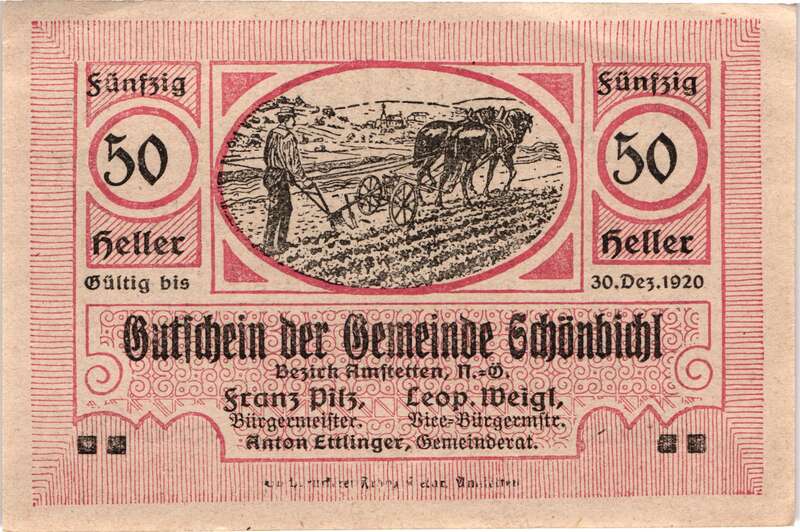 Fünfzig
50
Heller
Fünfzig
50
Heller
Gültig bis 30. Dez. 1920
Gutschein der Gemeinde Schönbichl
Bezirk Amstetten, N.-Ö.
Franz Pilz, Leop. Weigl,
Bürgermeister. Vice-Bürgermstr.
Anton Ettlinger, Gemeinderat.
Amstetten